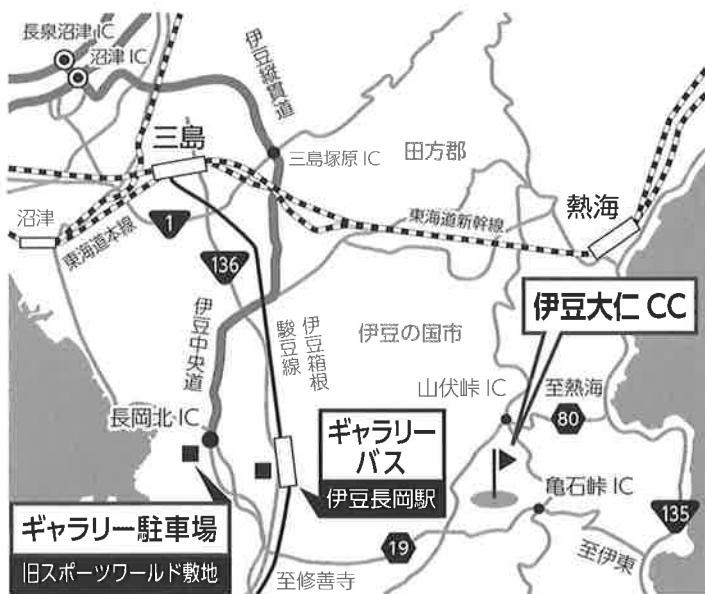 長泉沼津IC
沼津IC
伊豆縦貫道
三島
三島塚原IC
田方郡
熱海
沼津
東海道本線
1
東海道新幹線
136
伊豆大仁 CC
伊豆中央道
伊豆箱根
駿豆線
伊豆の国市
山伏峠IC
至熱海
80
長岡北IC
ギャラリー
バス
伊豆長岡駅
亀石峠IC
135
ギャラリー駐車場
旧スポーツワールド敷地
19
至伊東
至修善寺